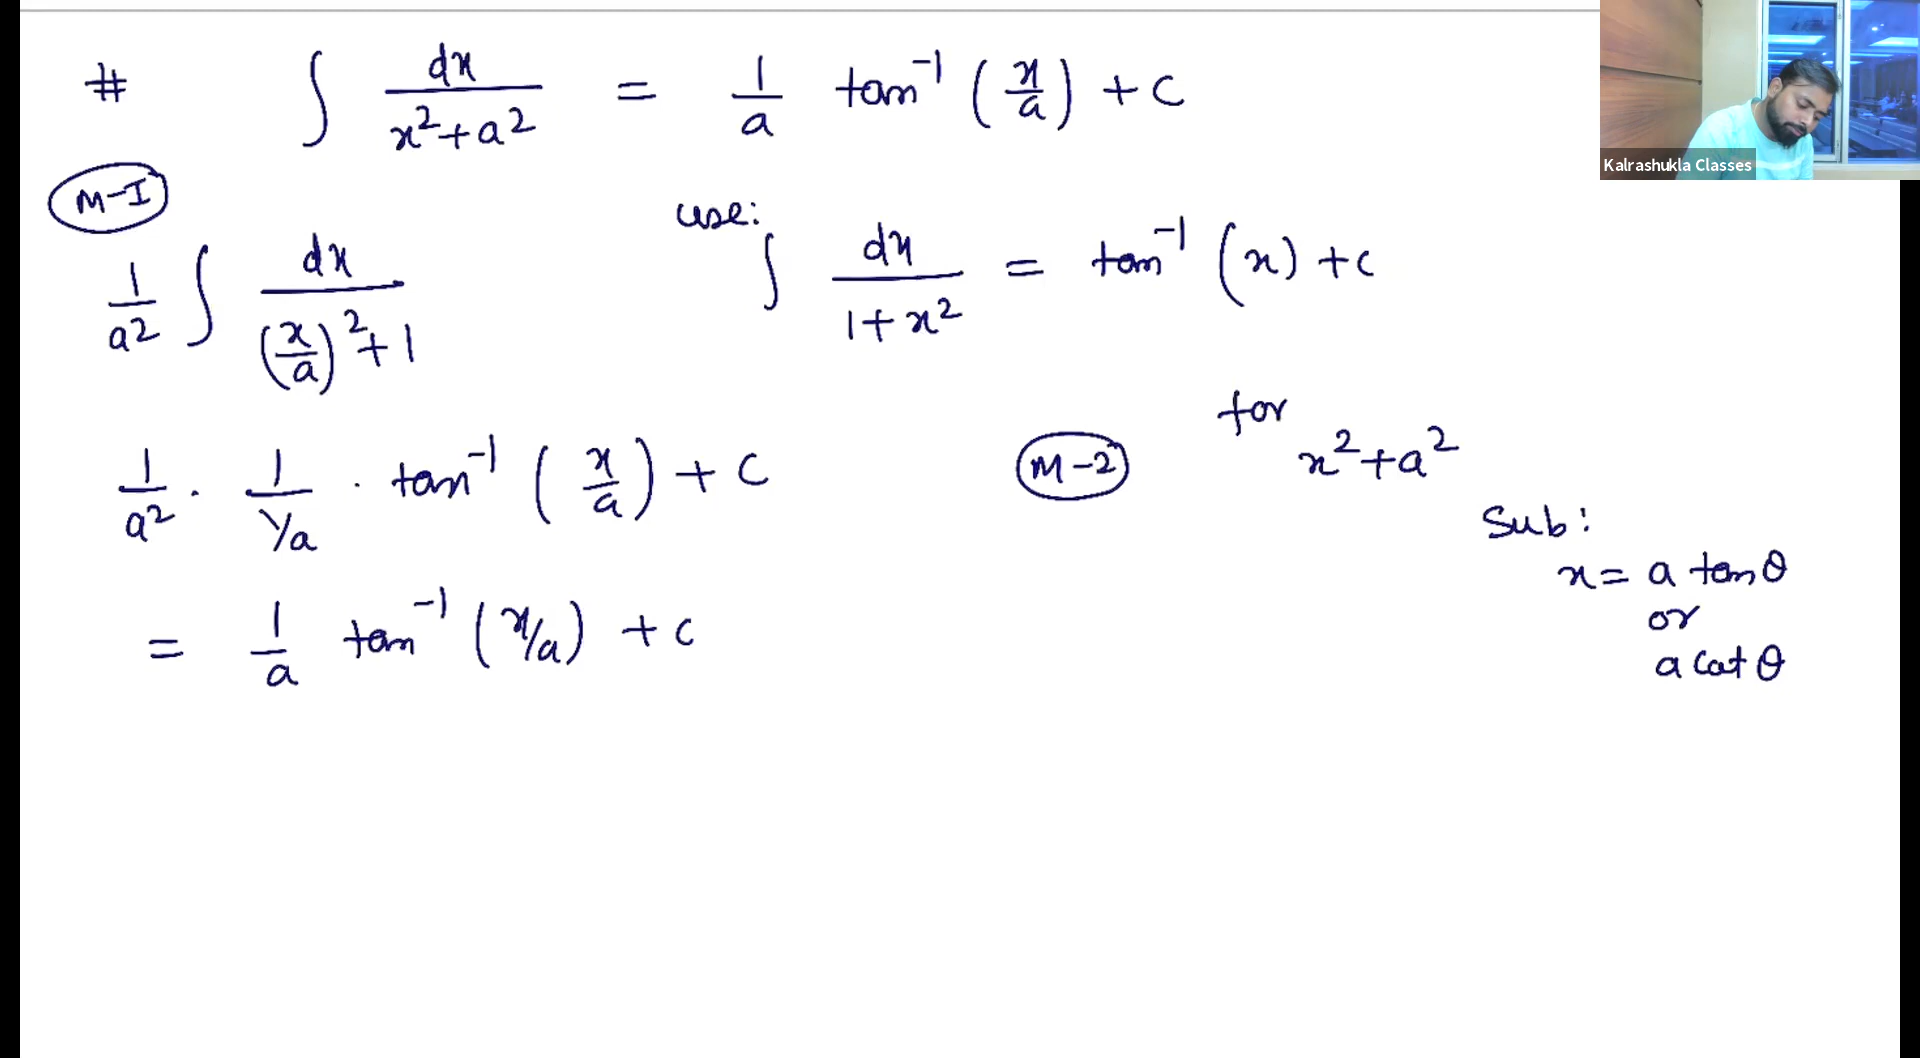 # ∫ dx/(x²+a²) = 1/a tan⁻¹(x/a) + c
M-I
1/a² ∫ dx/((x/a)²+1)
use:
∫ dx/(1+x²) = tan⁻¹(x) + c
1/a² · 1/(1/a) · tan⁻¹(x/a) + c
= 1/a tan⁻¹(x/a) + c
M-2
for
x²+a²
Sub:
x = a tanθ
or
a cotθ
Kalrashukla Classes